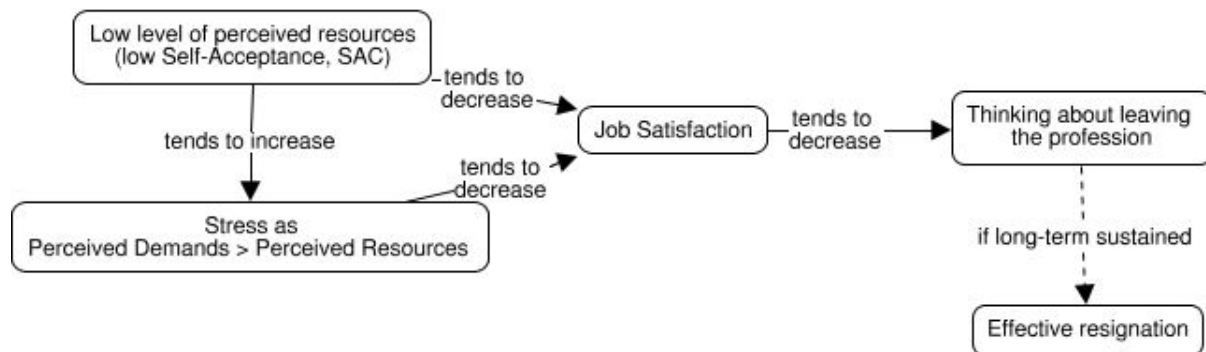 Low level of perceived resources
(low Self-Acceptance, SAC)
tends to
decrease
tends to increase
Job Satisfaction
tends to
decrease
Thinking about leaving
the profession
tends to
decrease
Stress as
Perceived Demands > Perceived Resources
if long-term sustained
Effective resignation